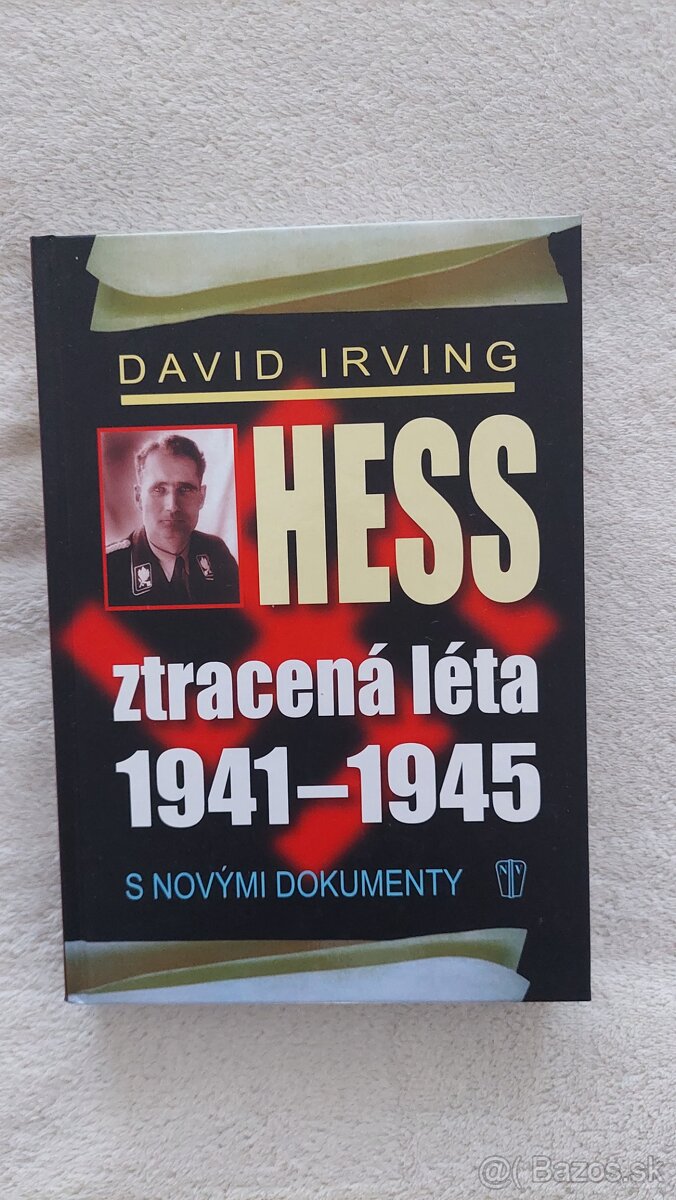 DAVID IRVING
HESS
ztracená léta
1941–1945
S NOVÝMI DOKUMENTY
N V
@( Bazos.sk